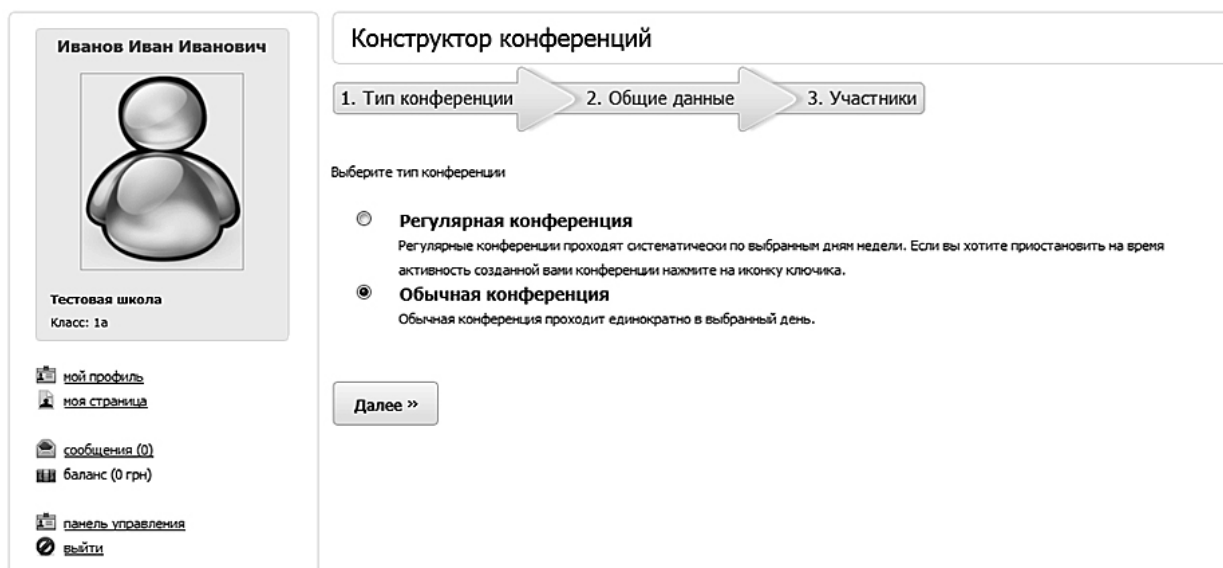 Иванов Иван Иванович
Тестовая школа
Класс: 1а
мой профиль
моя страница
сообщения (0)
баланс (0 грн)
панель управления
выйти
Конструктор конференций
1. Тип конференции
2. Общие данные
3. Участники
Выберите тип конференции
Регулярная конференция
Регулярные конференции проходят систематически по выбранным дням недели. Если вы хотите приостановить на время
активность созданной вами конференции нажмите на иконку ключика.
Обычная конференция
Обычная конференция проходит единократно в выбранный день.
Далее »